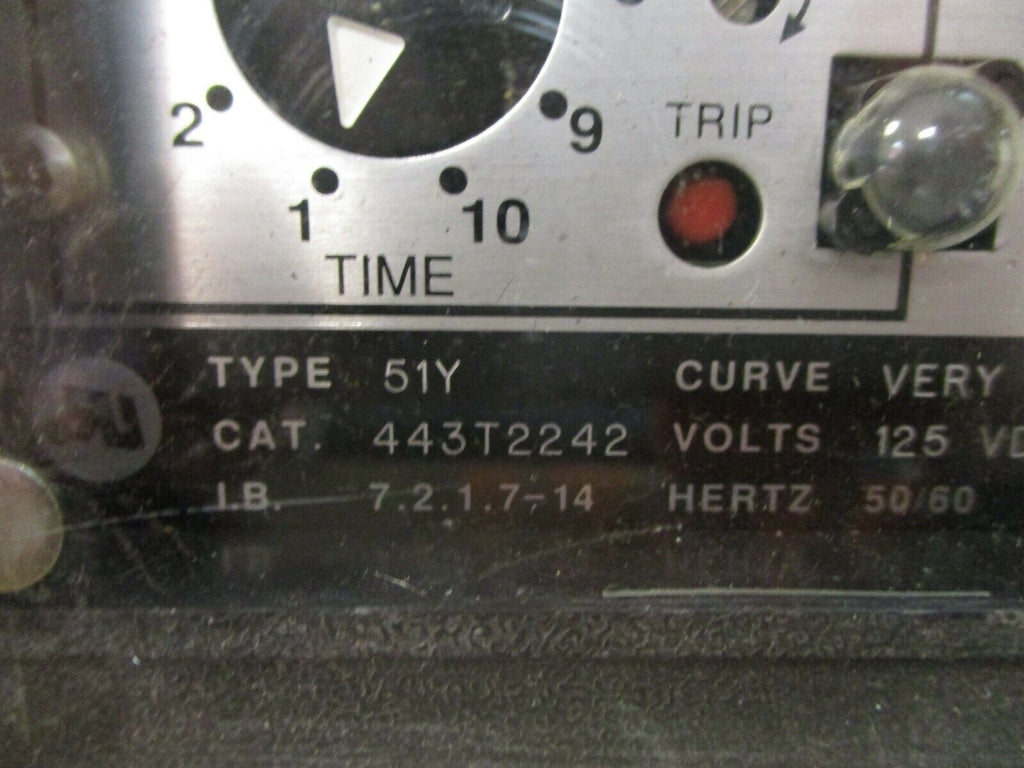 2
9
1
10
TIME
TRIP
TYPE 51Y CURVE VERY
CAT. 443T2242 VOLTS 125 VD
I.B. 7.2.1.7-14 HERTZ 50/60